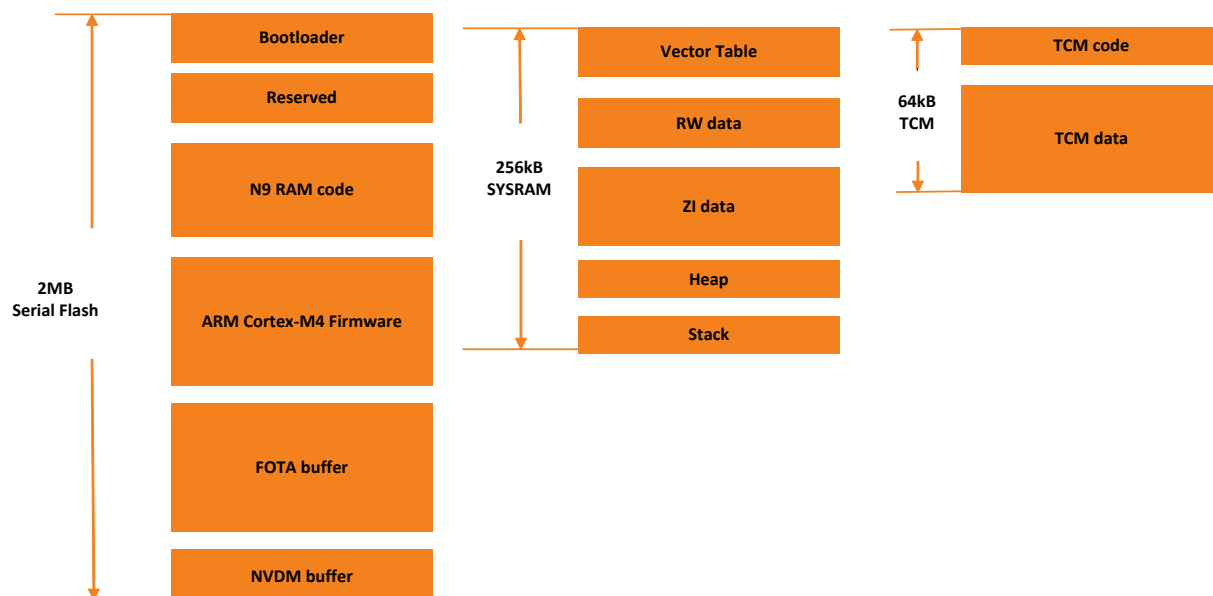 Bootloader
Reserved
N9 RAM code
2MB
Serial Flash
ARM Cortex-M4 Firmware
FOTA buffer
NVDM buffer
Vector Table
RW data
256kB
SYSRAM
ZI data
Heap
Stack
TCM code
64kB
TCM
TCM data